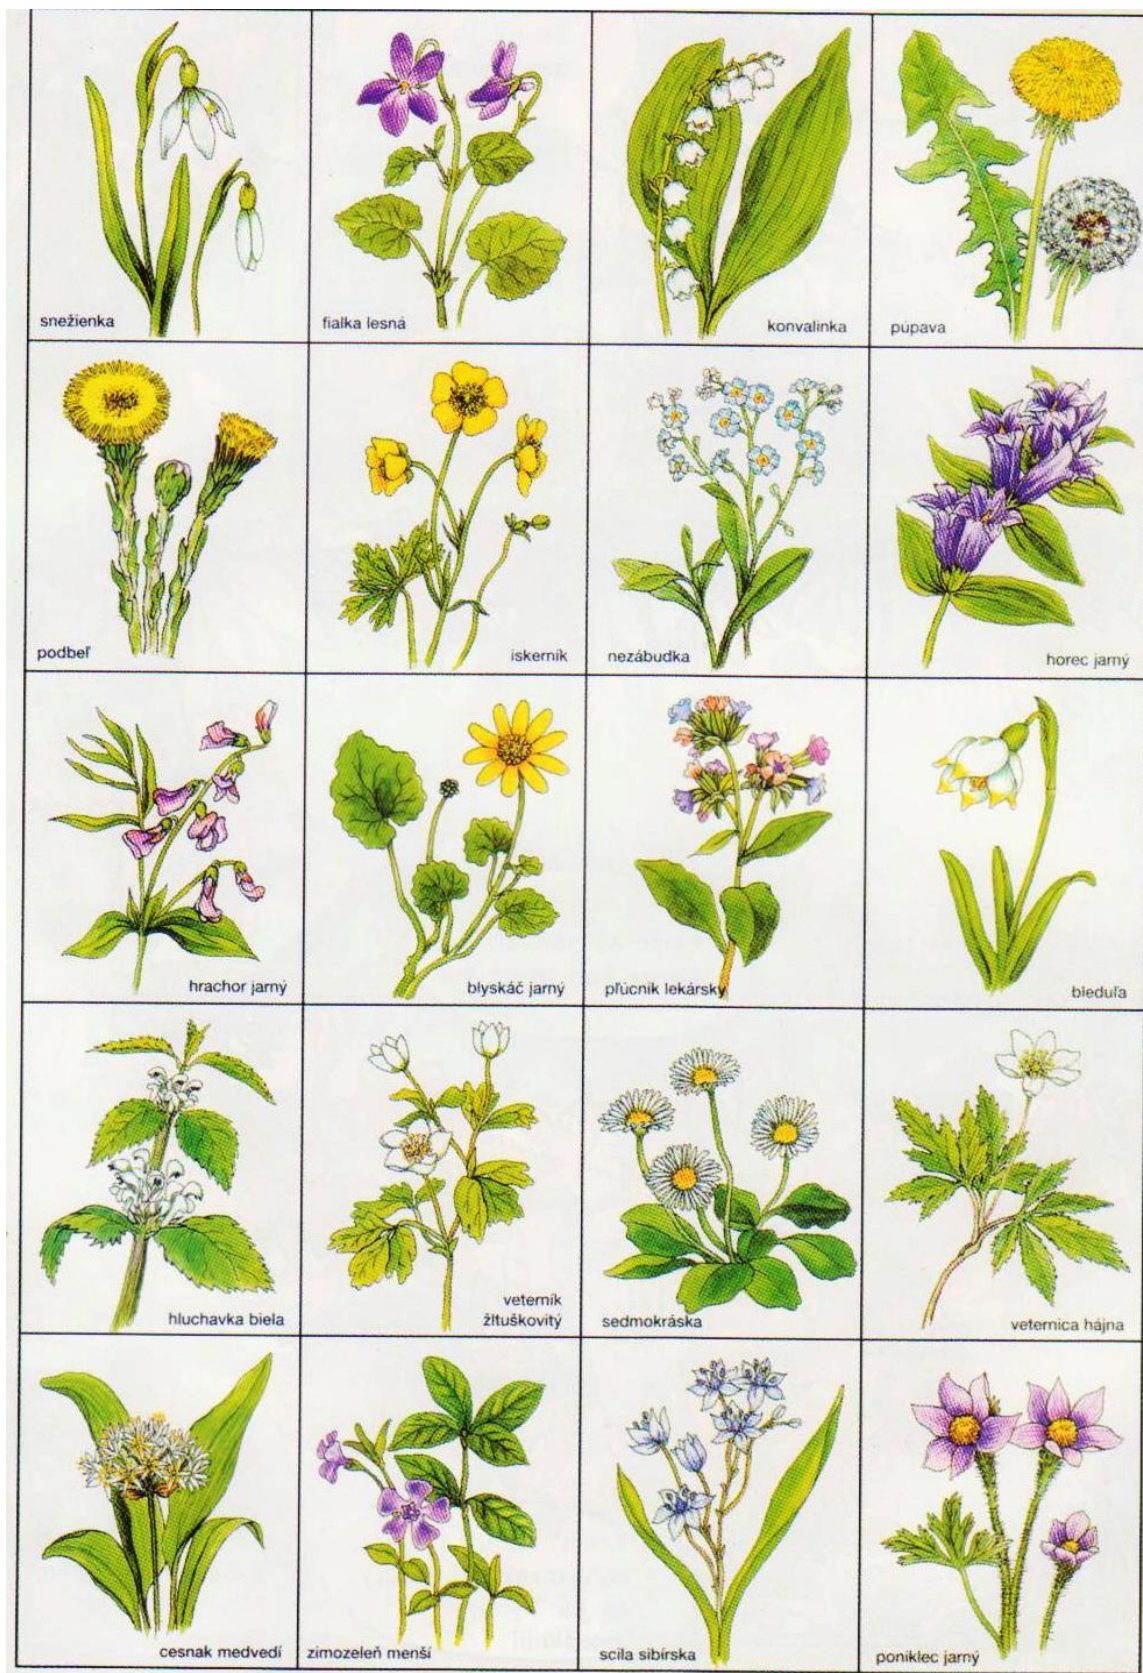 snežienka
fialka lesná
konvalinka
púpava
podbeľ
iskerník
nezábudka
horec jarný
hrachor jarný
blyskáč jarný
pľúcnik lekársky
bleduľa
hluchavka biela
veterník
žltuškovitý
sedmokráska
veternica hájna
cesnak medvedí
zimozeleň menší
scila sibírska
poniklec jarný